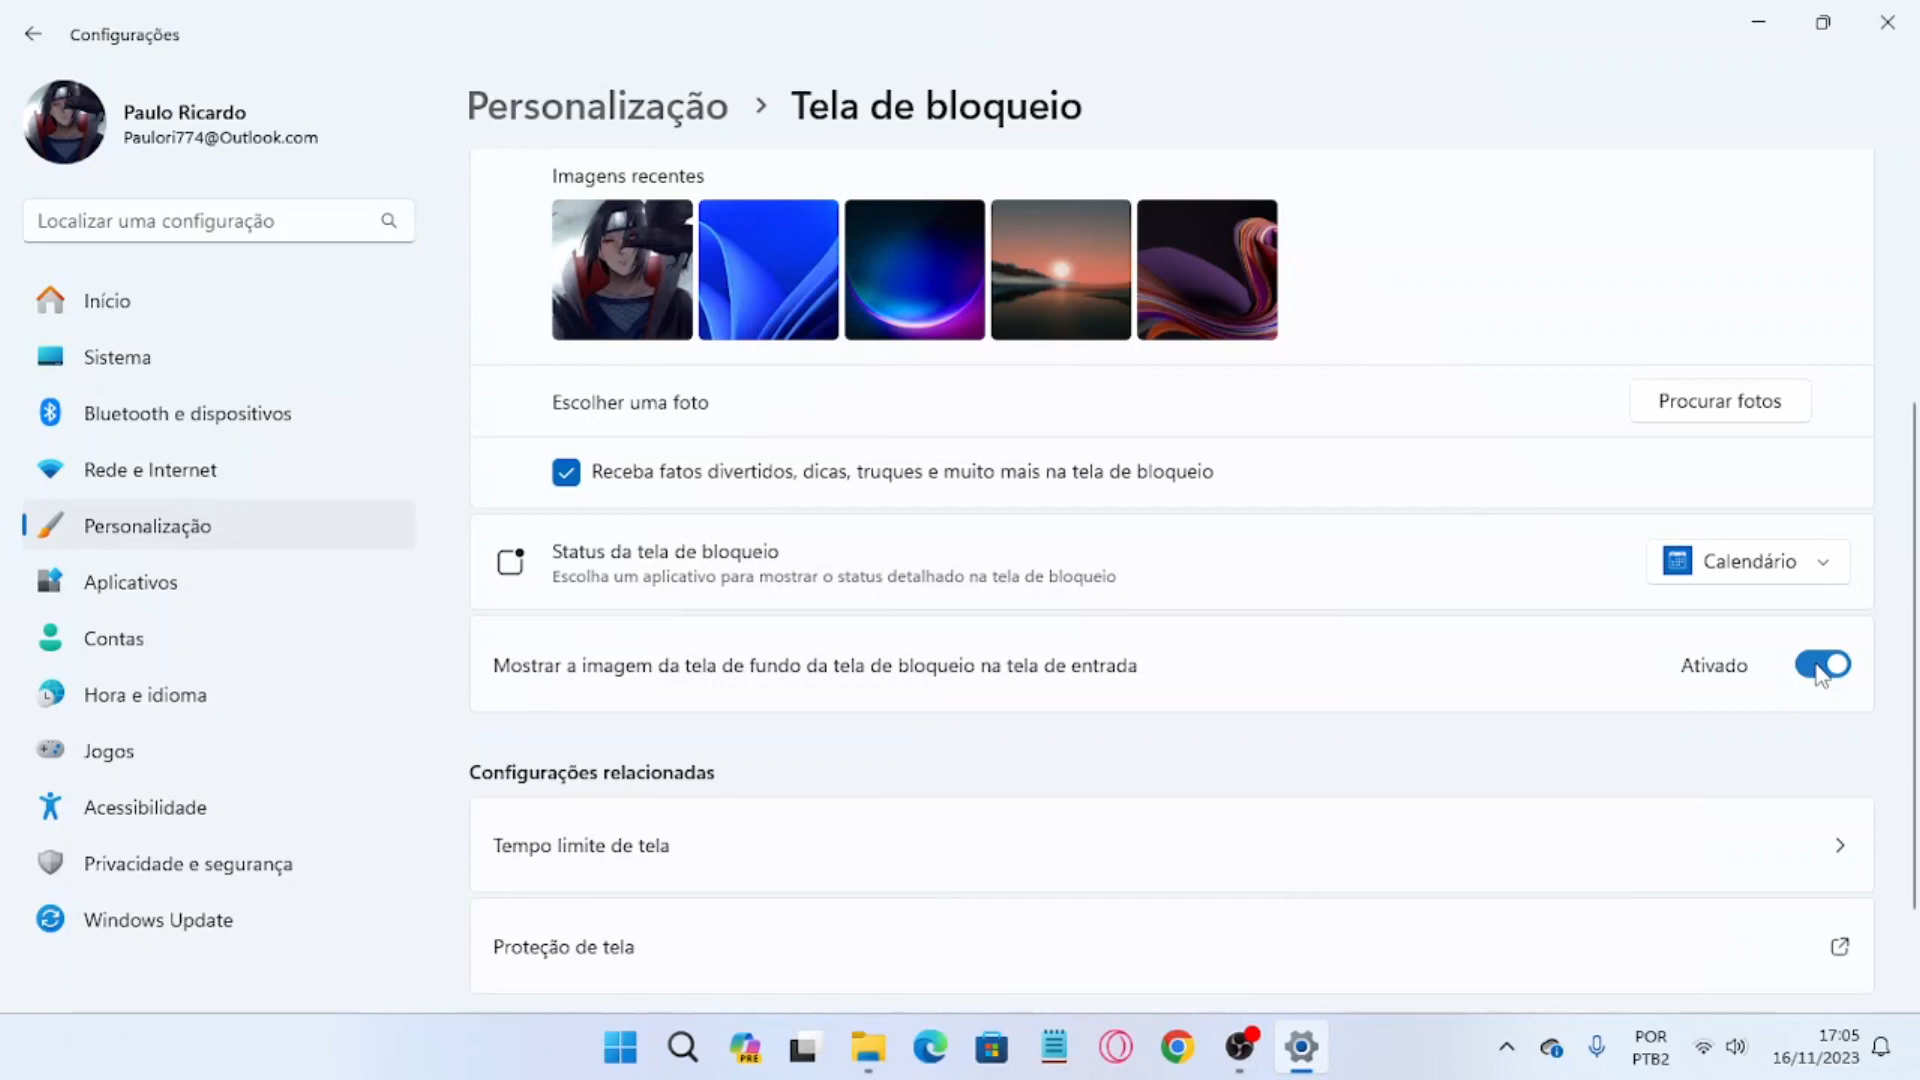 Configurações
Paulo Ricardo
Paulori774@Outlook.com
Localizar uma configuração
Início
Sistema
Bluetooth e dispositivos
Rede e Internet
Personalização
Aplicativos
Contas
Hora e idioma
Jogos
Acessibilidade
Privacidade e segurança
Windows Update
Personalização > Tela de bloqueio
Imagens recentes
Escolher uma foto
Procurar fotos
Receba fatos divertidos, dicas, truques e muito mais na tela de bloqueio
Status da tela de bloqueio
Escolha um aplicativo para mostrar o status detalhado na tela de bloqueio
Calendário
Mostrar a imagem da tela de fundo da tela de bloqueio na tela de entrada
Ativado
Configurações relacionadas
Tempo limite de tela
Proteção de tela
PRE
POR
PTB2
17:05
16/11/2023